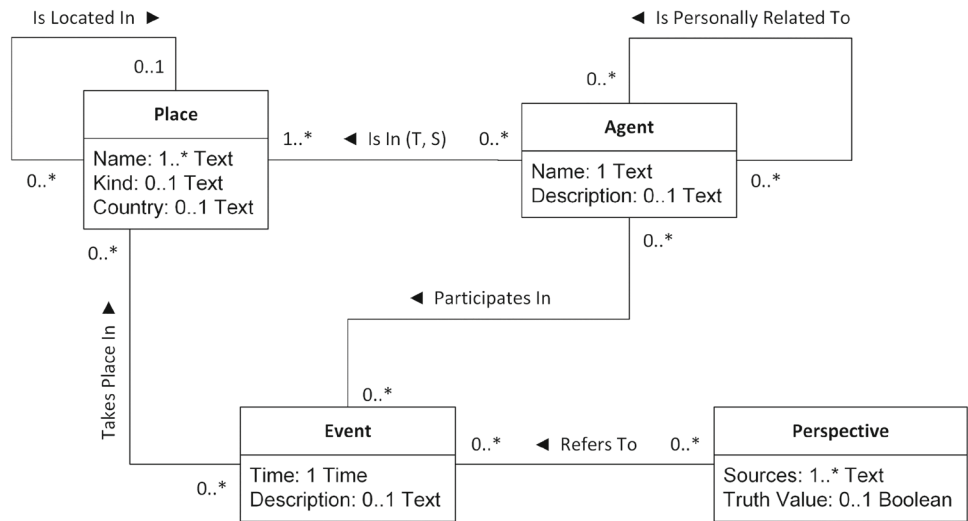 Is Located In ►
◄ Is Personally Related To
0..1
0..*
Place
Name: 1..* Text
Kind: 0..1 Text
Country: 0..1 Text
1..*
◄ Is In (T, S)
0..*
Agent
Name: 1 Text
Description: 0..1 Text
0..*
0..*
0..*
0..*
Takes Place In ►
◄ Participates In
0..*
0..*
Event
Time: 1 Time
Description: 0..1 Text
0..*
◄ Refers To
0..*
Perspective
Sources: 1..* Text
Truth Value: 0..1 Boolean